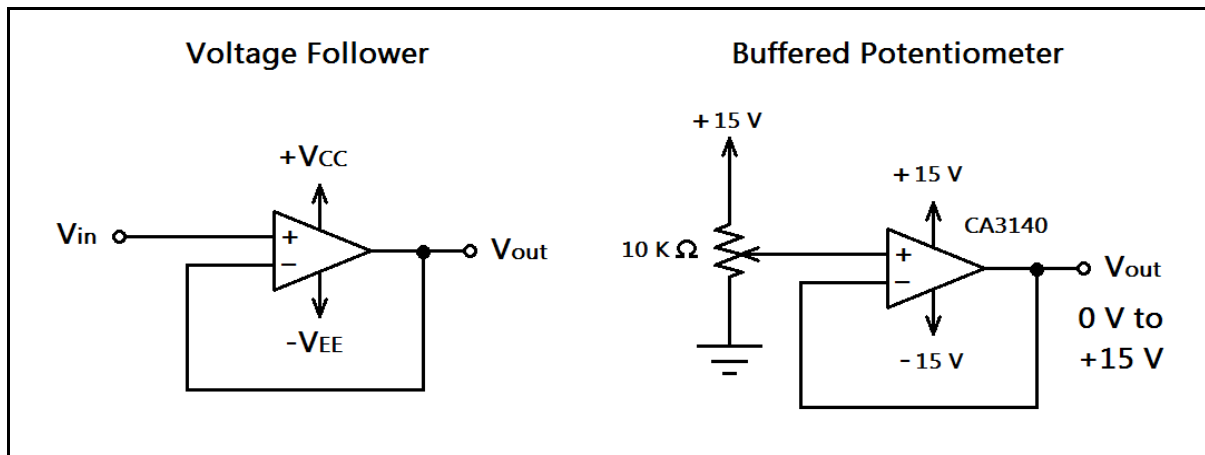 Voltage Follower
+VCC
Vin
+
−
Vout
-VEE
Buffered Potentiometer
+15 V
10 K Ω
+15 V
CA3140
+
−
Vout
-15 V
0 V to
+15 V